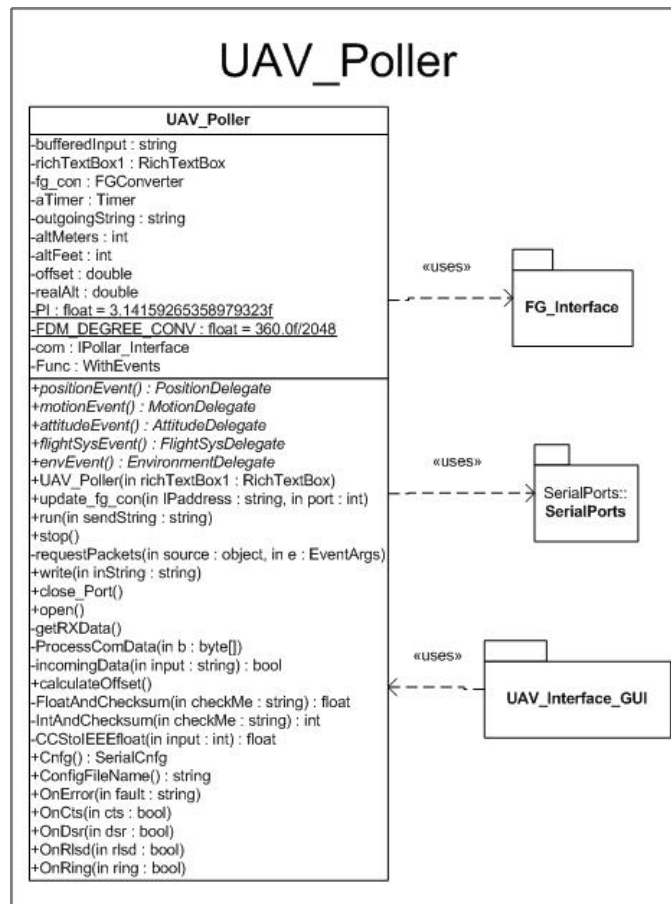 UAV_Poller
UAV_Poller
-bufferedInput : string
-richTextBox1 : RichTextBox
-fg_con : FGConverter
-aTimer : Timer
-outgoingString : string
-altMeters : int
-altFeet : int
-offset : double
-realAlt : double
-PI : float = 3.14159265358979323f
-FDM_DEGREE_CONV : float = 360.0f/2048
-com : IPollar_Interface
-Func : WithEvents
+positionEvent() : PositionDelegate
+motionEvent() : MotionDelegate
+attitudeEvent() : AttitudeDelegate
+flightSysEvent() : FlightSysDelegate
+envEvent() : EnvironmentDelegate
+UAV_Poller(in richTextBox1 : RichTextBox)
+update_fg_con(in IPaddress : string, in port : int)
+run(in sendString : string)
+stop()
-requestPackets(in source : object, in e : EventArgs)
+write(in inString : string)
+close_Port()
+open()
-getRXData()
-ProcessComData(in b : byte[])
-incomingData(in input : string) : bool
+calculateOffset()
-FloatAndChecksum(in checkMe : string) : float
-IntAndChecksum(in checkMe : string) : int
-CCStoIEEEfloat(in input : int) : float
+Cnfg() : SerialCnfg
+ConfigFileName() : string
+OnError(in fault : string)
+OnCts(in cts : bool)
+OnDsr(in dsr : bool)
+OnRlsd(in rlsd : bool)
+OnRing(in ring : bool)
«uses»
FG_Interface
«uses»
SerialPorts::
SerialPorts
«uses»
UAV_Interface_GUI